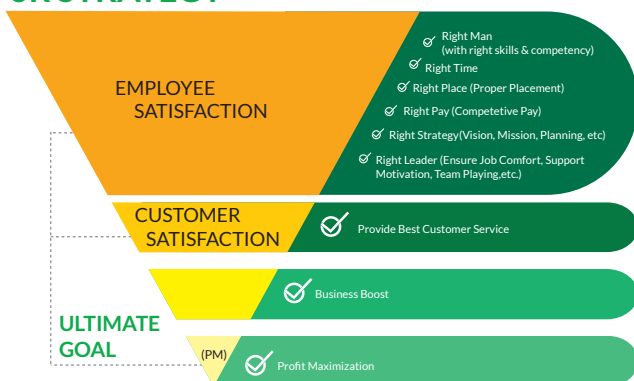 EMPLOYEE
SATISFACTION
Right Man
(with right skills & competency)
Right Time
Right Place (Proper Placement)
Right Pay (Competetive Pay)
Right Strategy(Vision, Mission, Planning, etc)
Right Leader (Ensure Job Comfort, Support
Motivation, Team Playing,etc.)
CUSTOMER
SATISFACTION
Provide Best Customer Service
Business Boost
ULTIMATE
GOAL
(PM)
Profit Maximization